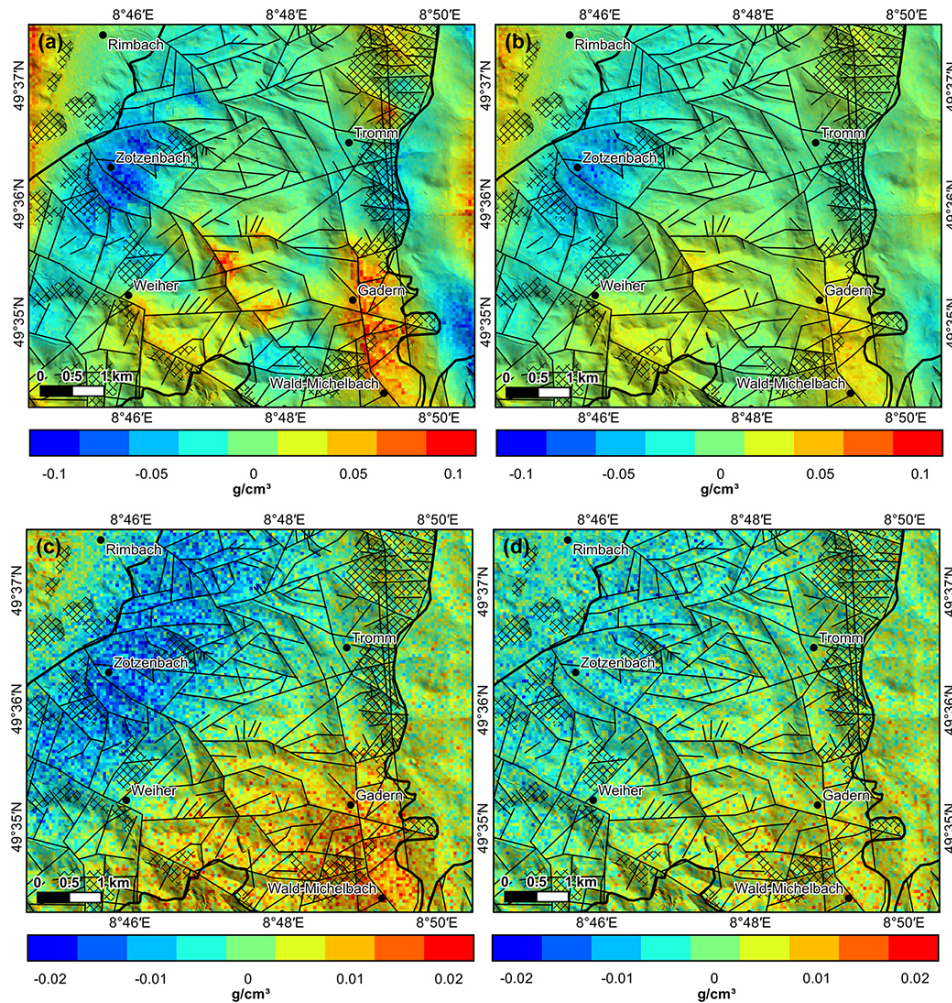 8°46'E 8°48'E 8°50'E 8°46'E 8°48'E 8°50'E
(a) Rimbach (b) Rimbach
49°37'N 49°37'N 49°37'N
Tromm Tromm
Zotzenbach Zotzenbach
49°36'N 49°36'N 49°36'N
Weiher Gadern Weiher Gadern
49°35'N 49°35'N 49°35'N
0 0.5 1 km Wald-Michelbach 0 0.5 1 km Wald-Michelbach
8°46'E 8°48'E 8°50'E 8°46'E 8°48'E 8°50'E
-0.1 -0.05 0 0.05 0.1 -0.1 -0.05 0 0.05 0.1
g/cm³ g/cm³
8°46'E 8°48'E 8°50'E 8°46'E 8°48'E 8°50'E
(c) Rimbach (d) Rimbach
49°37'N 49°37'N 49°37'N
Tromm Tromm
Zotzenbach Zotzenbach
49°36'N 49°36'N 49°36'N
Weiher Gadern Weiher Gadern
49°35'N 49°35'N 49°35'N
0 0.5 1 km Wald-Michelbach 0 0.5 1 km Wald-Michelbach
8°46'E 8°48'E 8°50'E 8°46'E 8°48'E 8°50'E
-0.02 -0.01 0 0.01 0.02 -0.02 -0.01 0 0.01 0.02
g/cm³ g/cm³